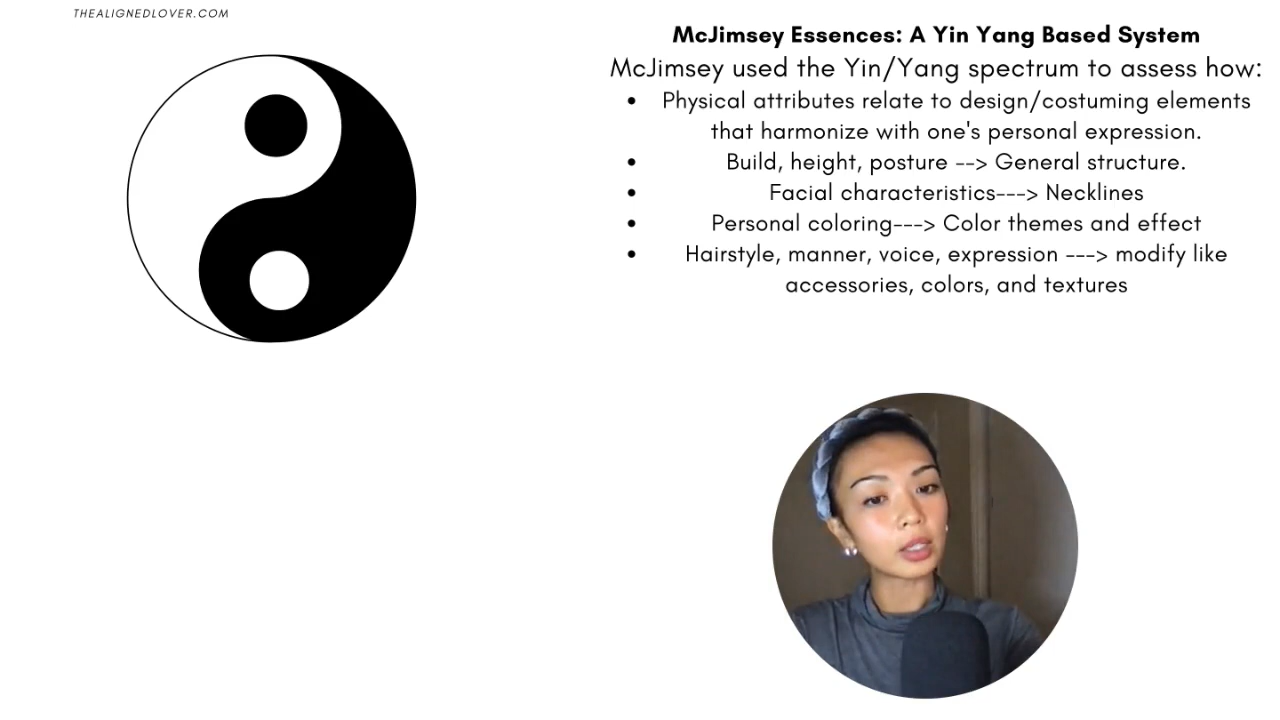 THEALIGNEDLOVER.COM
McJimsey Essences: A Yin Yang Based System
McJimsey used the Yin/Yang spectrum to assess how:
• Physical attributes relate to design/costuming elements
that harmonize with one's personal expression.
• Build, height, posture --> General structure.
• Facial characteristics---> Necklines
• Personal coloring---> Color themes and effect
• Hairstyle, manner, voice, expression ---> modify like
accessories, colors, and textures